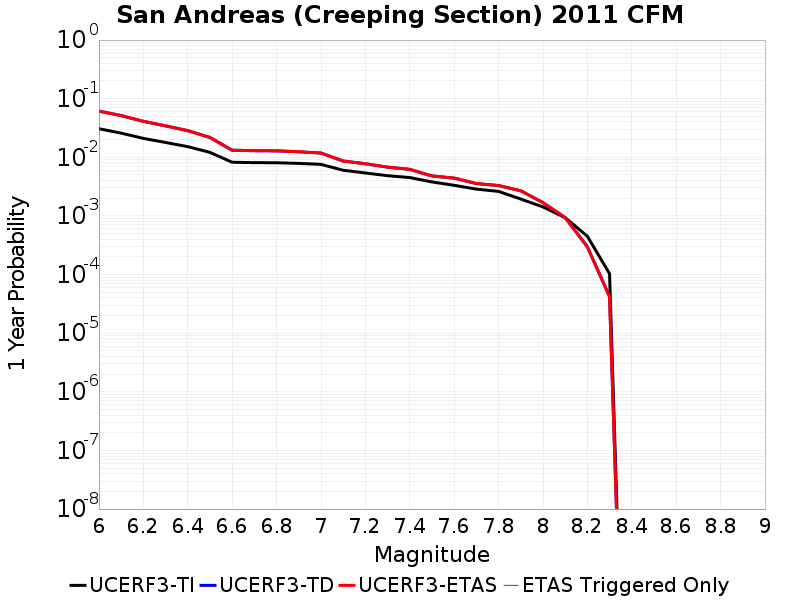 San Andreas (Creeping Section) 2011 CFM
10^0
10^-1
10^-2
10^-3
10^-4
10^-5
10^-6
10^-7
10^-8
1 Year Probability
6 6.2 6.4 6.6 6.8 7 7.2 7.4 7.6 7.8 8 8.2 8.4 8.6 8.8 9
Magnitude
UCERF3-TI UCERF3-TD UCERF3-ETAS ETAS Triggered Only